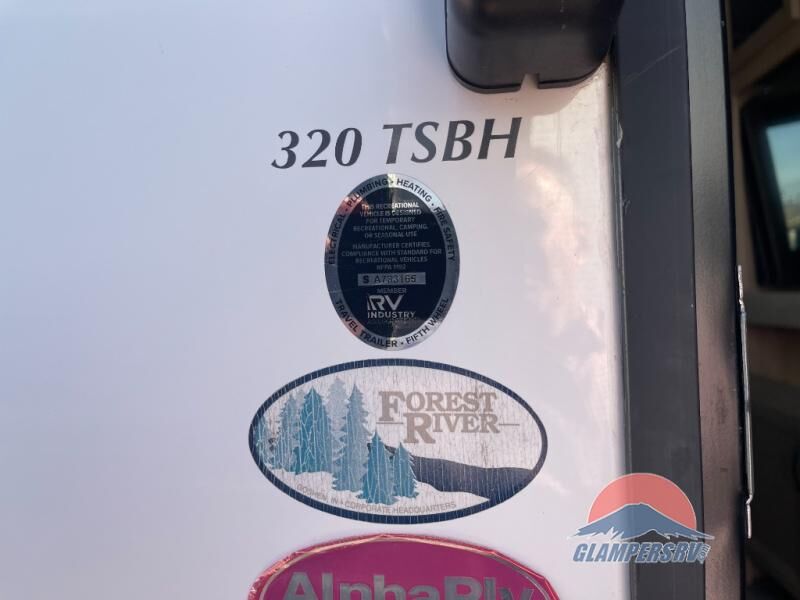 320 TSBH
ELECTRICAL • PLUMBING • HEATING • FIRE SAFETY
THIS RECREATIONAL
VEHICLE IS DESIGNED
FOR TEMPORARY
RECREATIONAL, CAMPING,
OR SEASONAL USE
MANUFACTURER CERTIFIES
COMPLIANCE WITH STANDARD FOR
RECREATIONAL VEHICLES
NFPA 1192
S A793165
MEMBER
RV
INDUSTRY
TRAVEL TRAILER • FIFTH WHEEL
FOREST
RIVER
GOSHEN, IN • CORPORATE HEADQUARTERS
AlphaPly
GLAMPERSRV